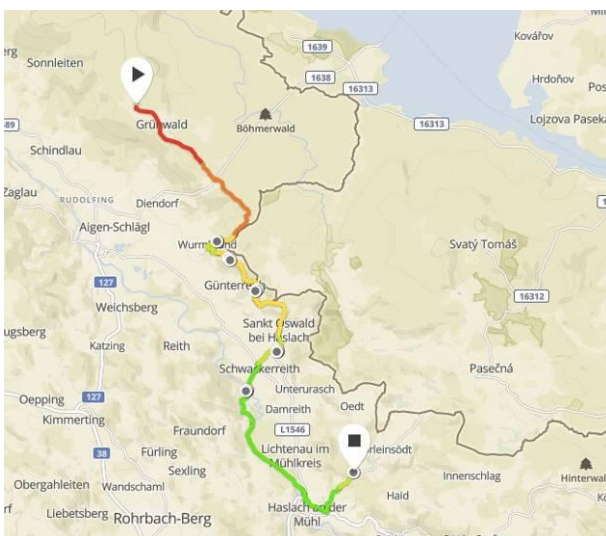 Kovářov
1639
Sonnleiten
1638
Hrdoňov
16313
Grünwald
Böhmerwald
16313
Lojzova Paseka
Schindlau
Zaglau
RUDOLFING
Diendorf
Aigen-Schlägl
Svatý Tomáš
127
Günterreith
16312
Weichsberg
Sankt Oswald
bei Haslach
Katzing
Reith
Schwackerreith
Pasečná
Unterurasch
Oepping
127
Damreith
Oedt
Kimmerting
Fraundorf
L1546
38
Fürling
Lichtenau im
Mühlkreis
Sexling
Innenschlag
Hinterwal
Obergahleiten
Wandschaml
Haid
Liebetsberg
Rohrbach-Berg
Haslach an der
Mühl